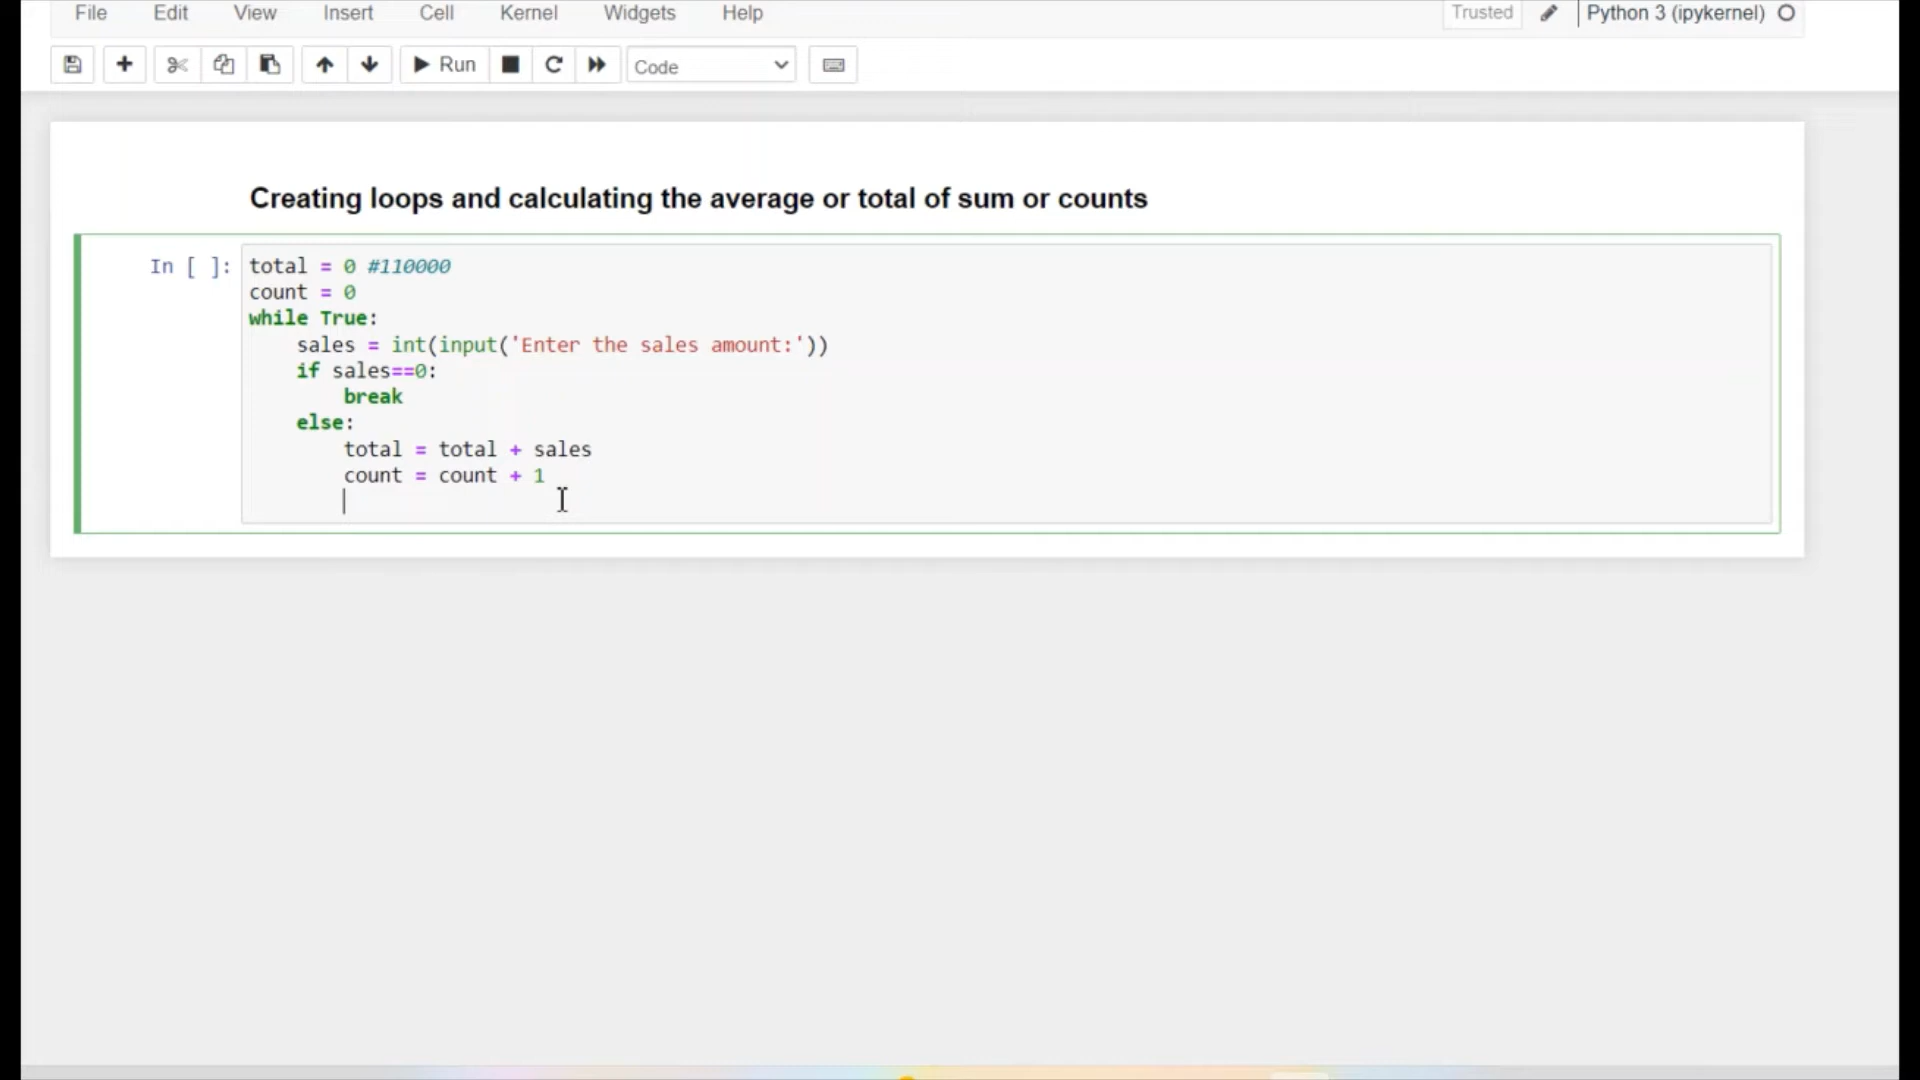 File Edit View Insert Cell Kernel Widgets Help Trusted Python 3 (ipykernel)
Run Code
Creating loops and calculating the average or total of sum or counts
In [ ]: total = 0 #110000
count = 0
while True:
    sales = int(input('Enter the sales amount:'))
    if sales==0:
        break
    else:
        total = total + sales
        count = count + 1